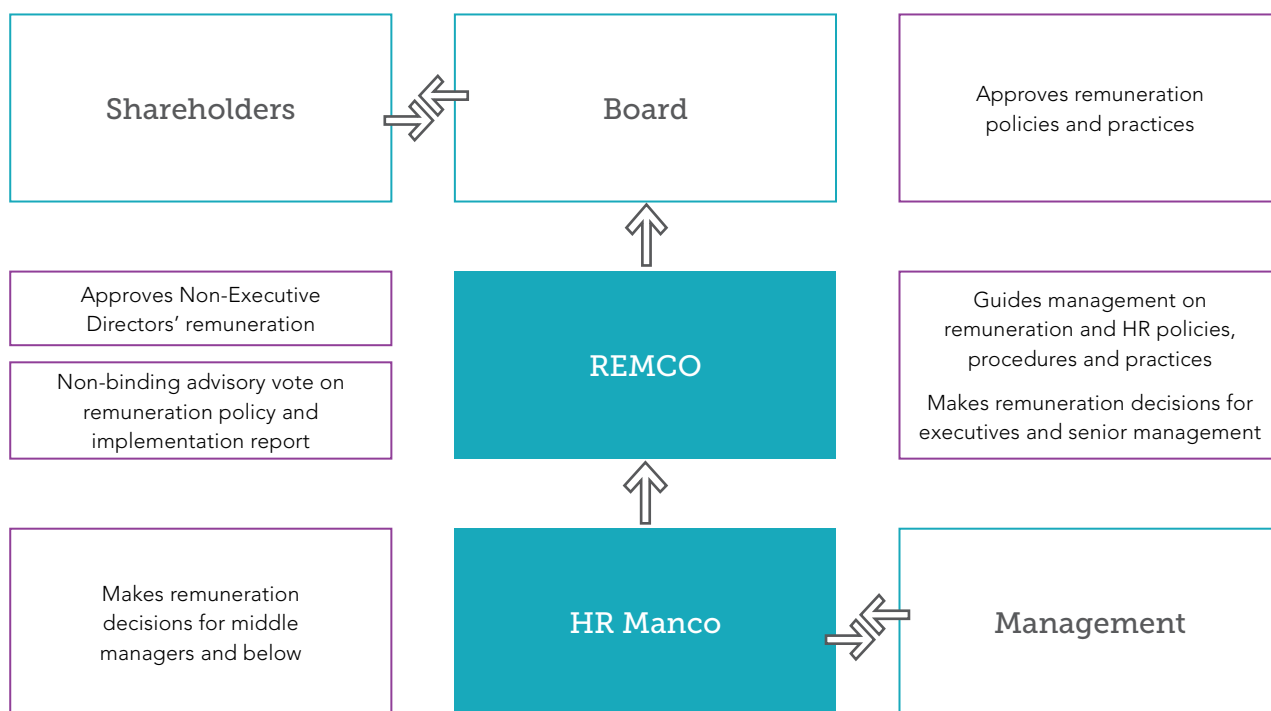 Shareholders
Board
Approves remuneration
policies and practices
Approves Non-Executive
Directors’ remuneration
Non-binding advisory vote on
remuneration policy and
implementation report
REMCO
Guides management on
remuneration and HR policies,
procedures and practices
Makes remuneration decisions for
executives and senior management
Makes remuneration
decisions for middle
managers and below
HR Manco
Management